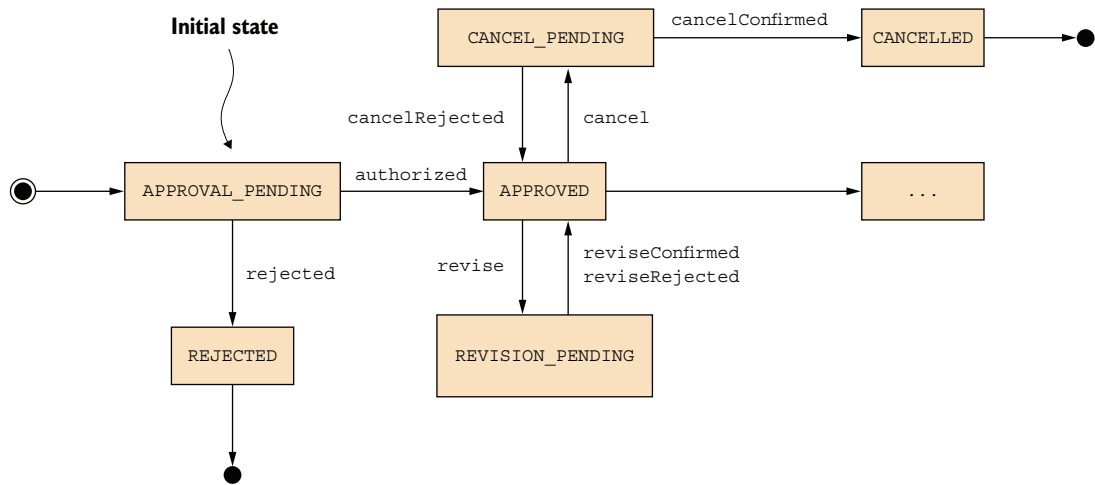 Initial state
CANCEL_PENDING
cancelConfirmed
CANCELLED
cancelRejected
cancel
APPROVAL_PENDING
authorized
APPROVED
...
rejected
revise
reviseConfirmed
reviseRejected
REJECTED
REVISION_PENDING